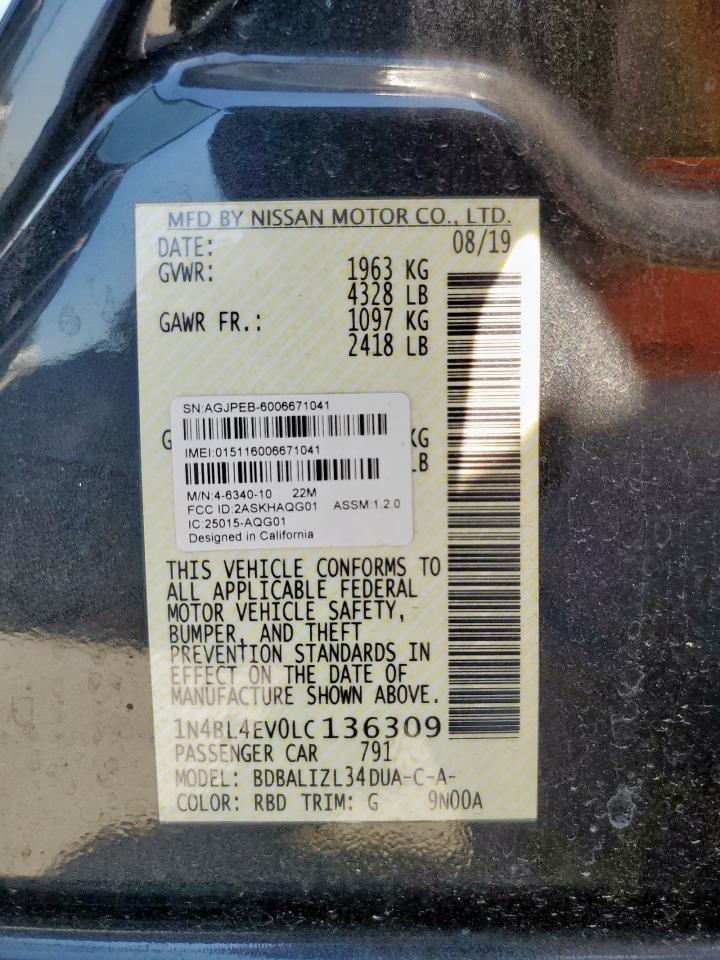 MFD BY NISSAN MOTOR CO., LTD.
DATE: 08/19
GVWR: 1963 KG
4328 LB
GAWR FR.: 1097 KG
2418 LB
SN:AGJPEB-6006671041
G KG
IMEI:015116006671041
LB
M/N:4-6340-10 22M
FCC ID:2ASKHAQG01 ASSM:1.2.0
IC:25015-AQG01
Designed in California
THIS VEHICLE CONFORMS TO
ALL APPLICABLE FEDERAL
MOTOR VEHICLE SAFETY,
BUMPER, AND THEFT
PREVENTION STANDARDS IN
EFFECT ON THE DATE OF
MANUFACTURE SHOWN ABOVE.
1N4BL4EV0LC136309
PASSENGER CAR 791
MODEL: BDBALIZL34DUA-C-A-
COLOR: RBD TRIM: G 9N00A